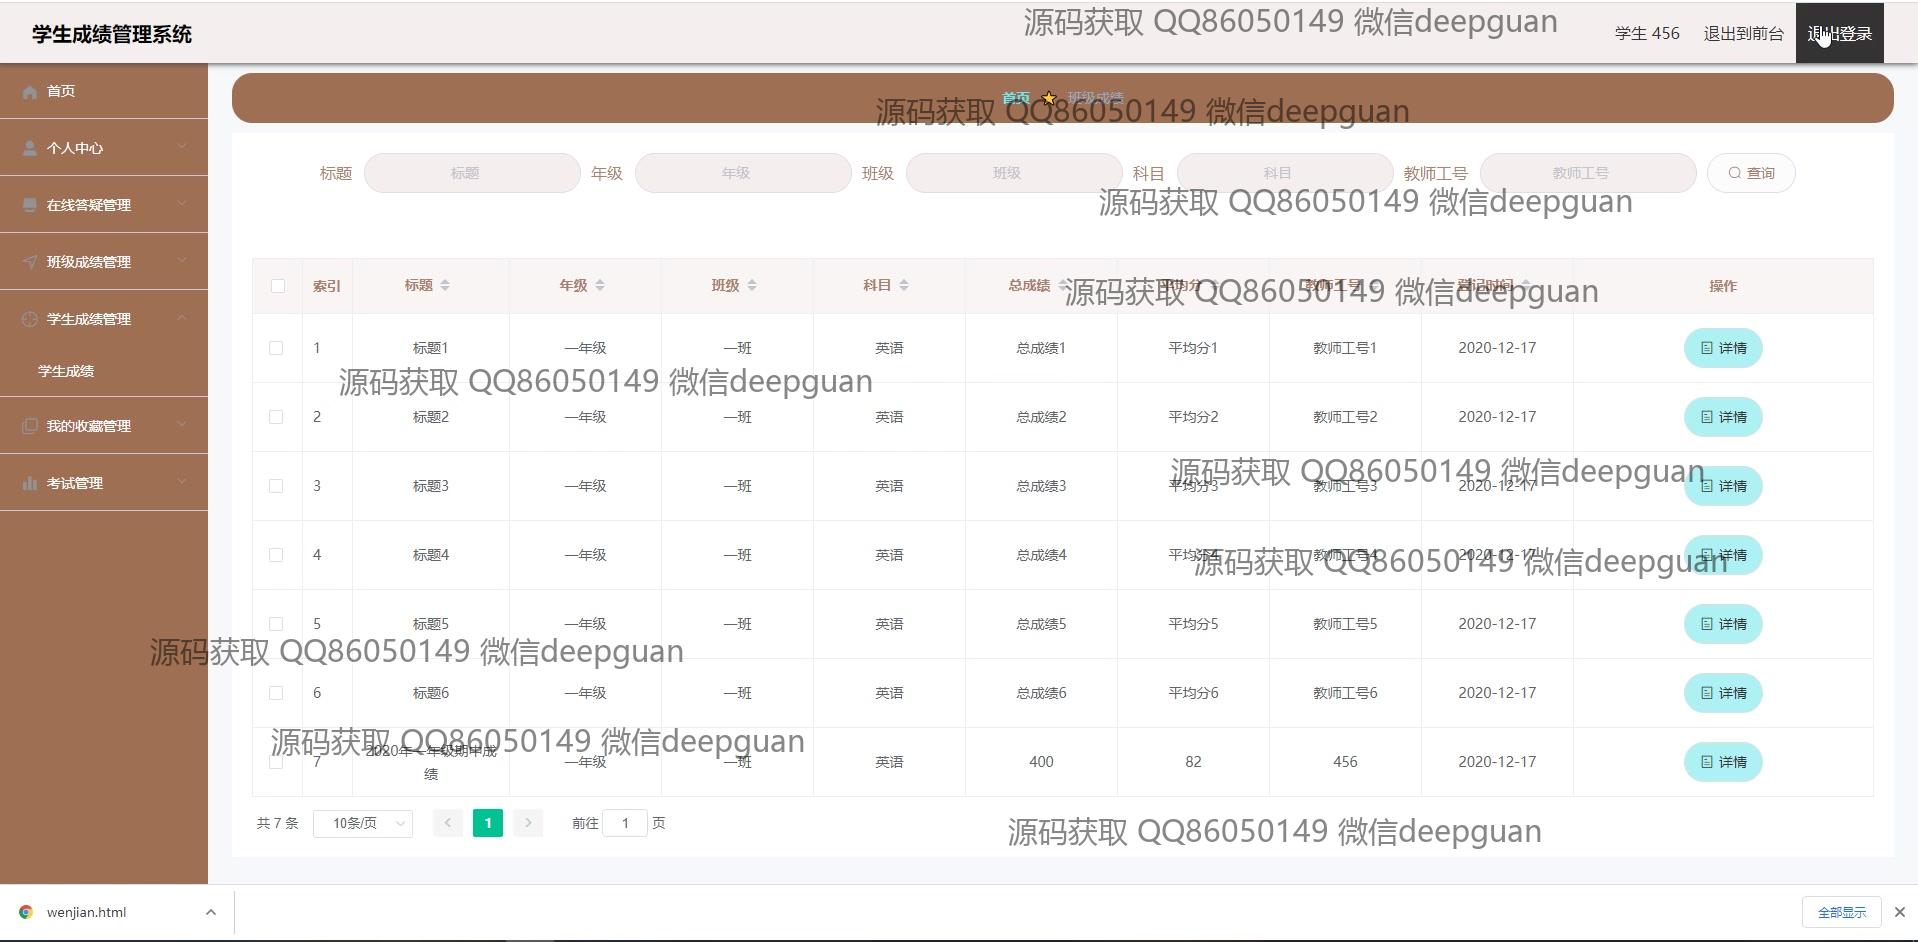 源码获取 QQ86050149 微信deepguan
学生成绩管理系统
学生 456 退出到前台 退出登录
首页
个人中心
在线答疑管理
班级成绩管理
学生成绩管理
学生成绩
我的收藏管理
考试管理
首页 班级成绩
源码获取 QQ86050149 微信deepguan
标题 标题 年级 年级 班级 班级 科目 科目 教师工号 教师工号 查询
源码获取 QQ86050149 微信deepguan
索引 标题 年级 班级 科目 总成绩 平均分 教师工号 登记时间 操作
源码获取 QQ86050149 微信deepguan
1 标题1 一年级 一班 英语 总成绩1 平均分1 教师工号1 2020-12-17 详情
源码获取 QQ86050149 微信deepguan
2 标题2 一年级 一班 英语 总成绩2 平均分2 教师工号2 2020-12-17 详情
源码获取 QQ86050149 微信deepguan
3 标题3 一年级 一班 英语 总成绩3 平均分3 教师工号3 2020-12-17 详情
4 标题4 一年级 一班 英语 总成绩4 平均分4 教师工号4 2020-12-17 详情
源码获取 QQ86050149 微信deepguan
5 标题5 一年级 一班 英语 总成绩5 平均分5 教师工号5 2020-12-17 详情
源码获取 QQ86050149 微信deepguan
6 标题6 一年级 一班 英语 总成绩6 平均分6 教师工号6 2020-12-17 详情
源码获取 QQ86050149 微信deepguan
7 2020年一年级期中成绩 一年级 一班 英语 400 82 456 2020-12-17 详情
共 7 条 10条/页 1 前往 1 页
源码获取 QQ86050149 微信deepguan
wenjian.html 全部显示